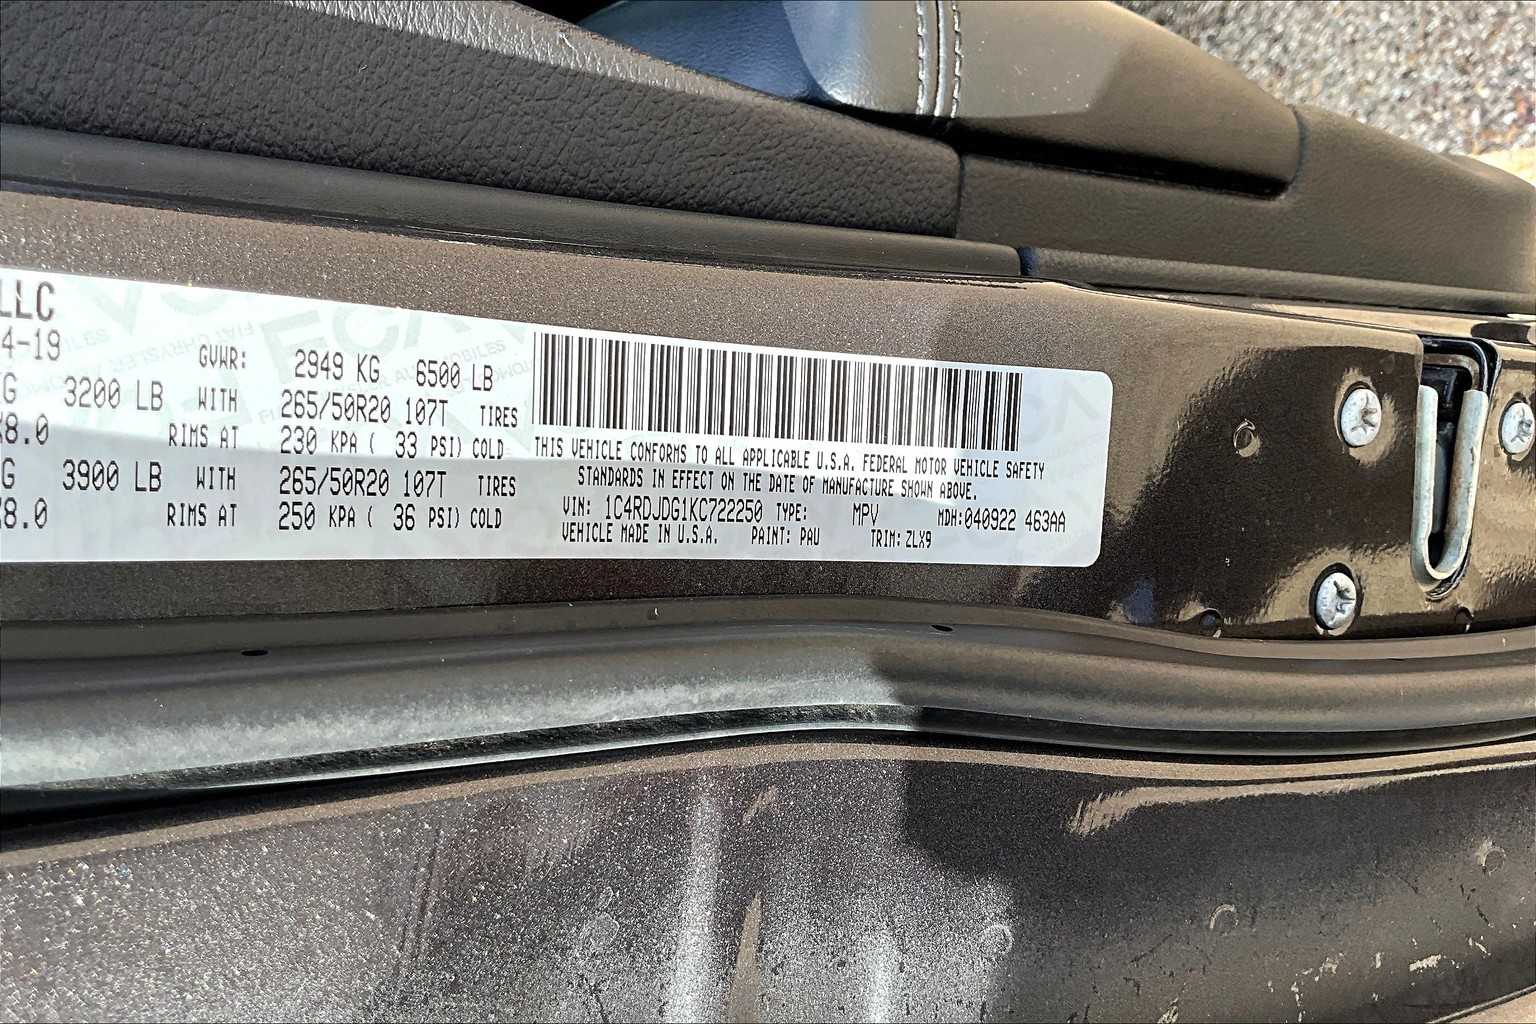 LLC
4-19 GVWR: 2949 KG 6500 LB
G 3200 LB WITH 265/50R20 107T TIRES
X8.0 RIMS AT 230 KPA ( 33 PSI) COLD
G 3900 LB WITH 265/50R20 107T TIRES
X8.0 RIMS AT 250 KPA ( 36 PSI) COLD
THIS VEHICLE CONFORMS TO ALL APPLICABLE U.S.A. FEDERAL MOTOR VEHICLE SAFETY
STANDARDS IN EFFECT ON THE DATE OF MANUFACTURE SHOWN ABOVE.
VIN: 1C4RDJDG1KC722250 TYPE: MPV MDH:040922 463AA
VEHICLE MADE IN U.S.A. PAINT: PAU TRIM: ZLX9